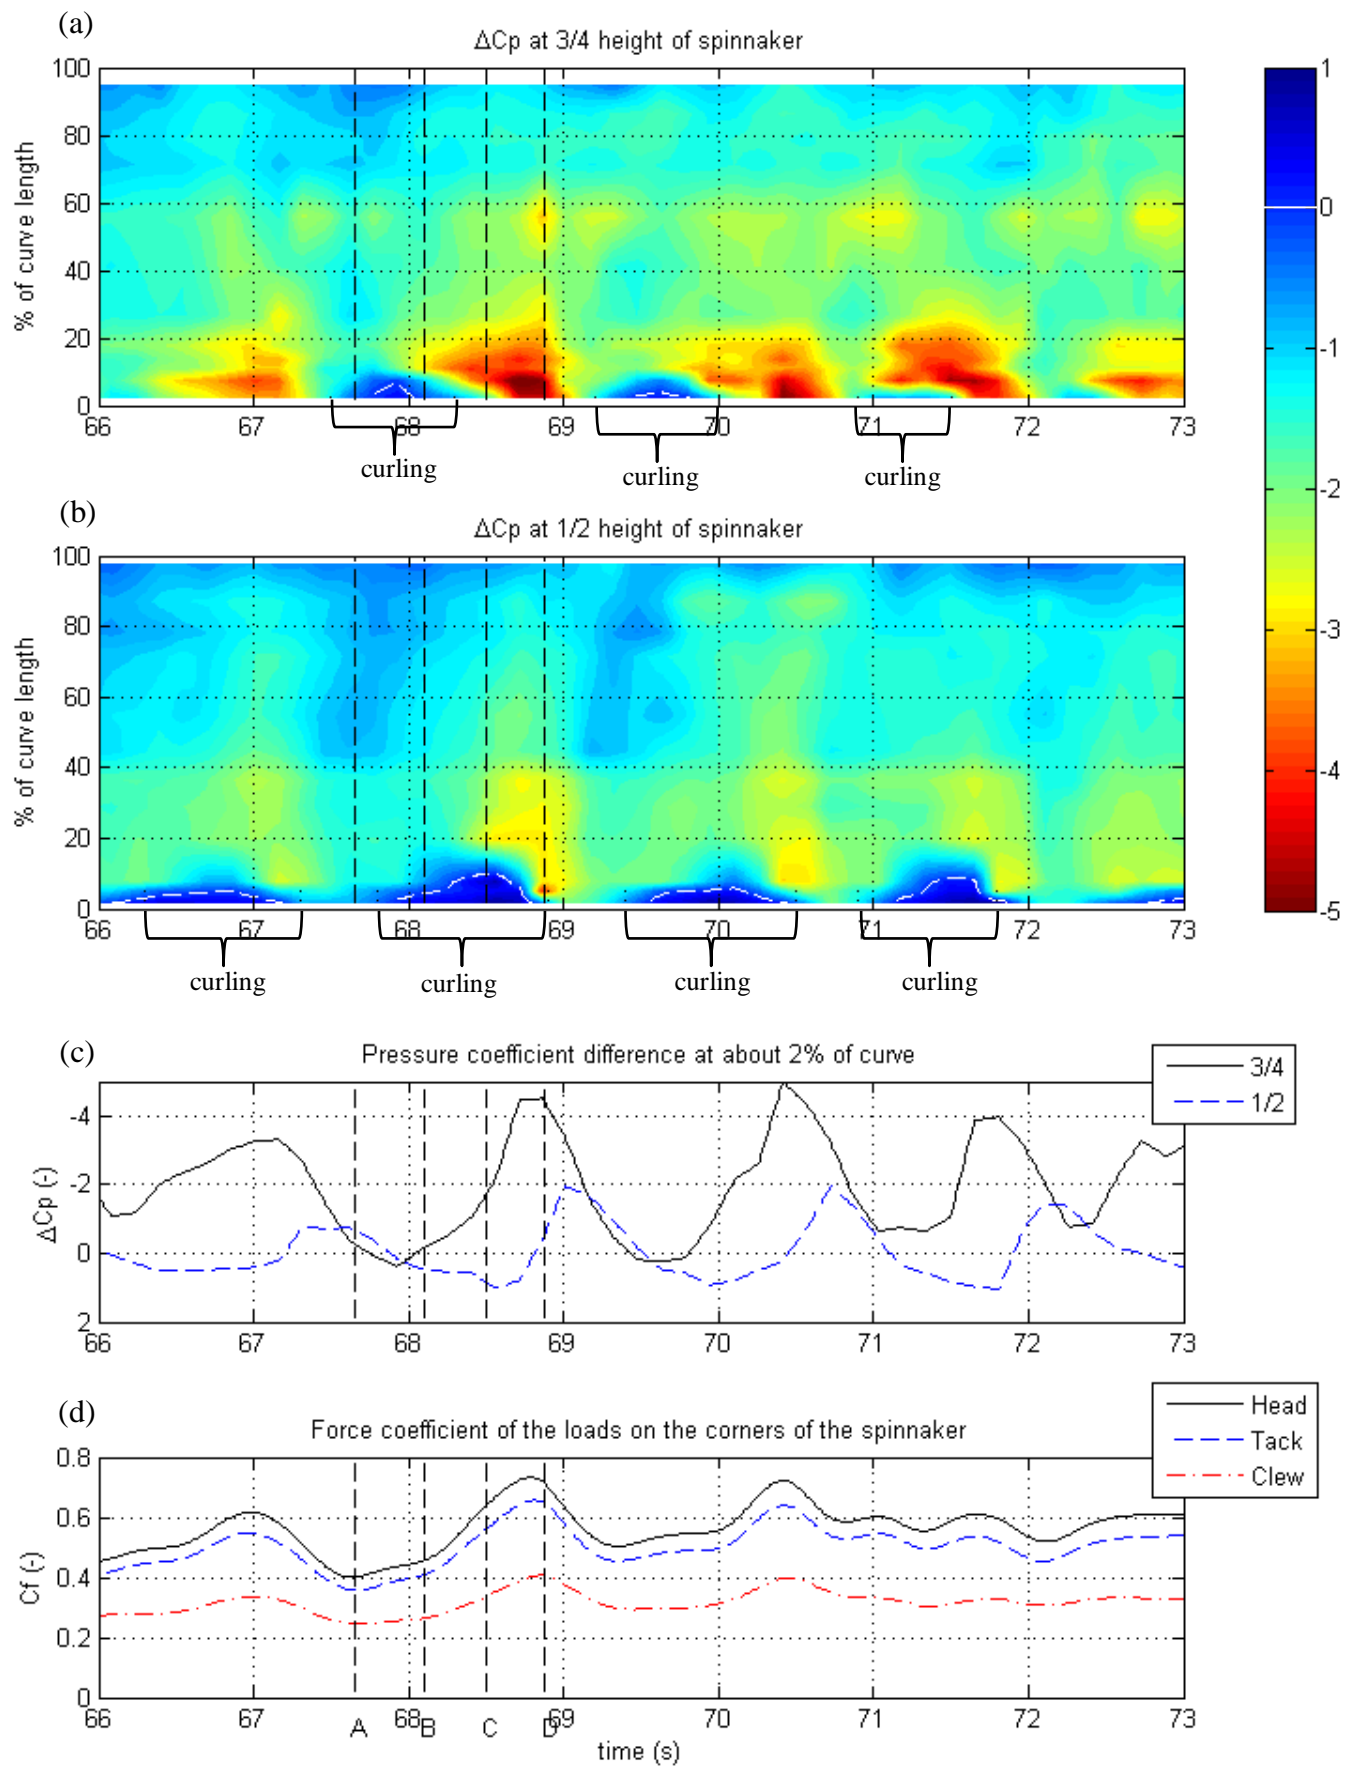 (a)
ΔCp at 3/4 height of spinnaker
% of curve length
100
80
60
40
20
0
66 67 68 69 70 71 72 73
curling curling curling
1
0
-1
-2
-3
-4
-5
(b)
ΔCp at 1/2 height of spinnaker
% of curve length
100
80
60
40
20
0
66 67 68 69 70 71 72 73
curling curling curling curling
(c)
Pressure coefficient difference at about 2% of curve
3/4
1/2
ΔCp (-)
-4
-2
0
2
66 67 68 69 70 71 72 73
(d)
Force coefficient of the loads on the corners of the spinnaker
Head
Tack
Clew
Cf (-)
0.8
0.6
0.4
0.2
0
66 67 68 69 70 71 72 73
A B C D
time (s)